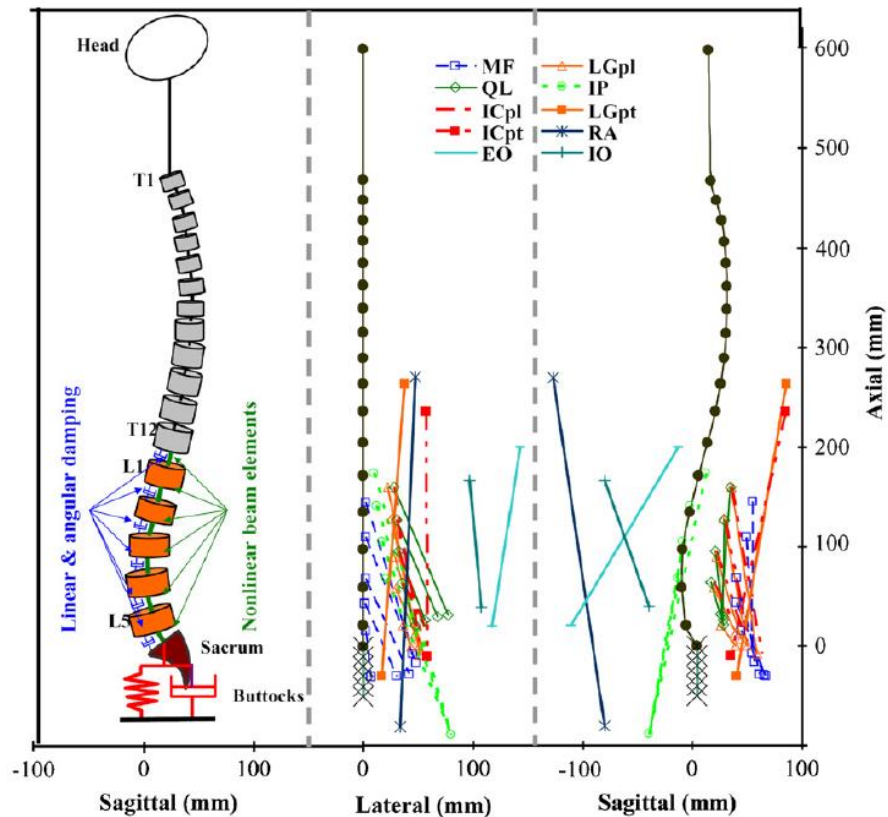 Head
T1
T12
L1
L5
Linear & angular damping
Nonlinear beam elements
Sacrum
Buttocks
-100 0 100
Sagittal (mm)
MF LGpl
QL IP
ICpl LGpt
ICpt RA
EO IO
0 100
Lateral (mm)
-100 0 100
Sagittal (mm)
600
500
400
300
200
100
0
Axial (mm)